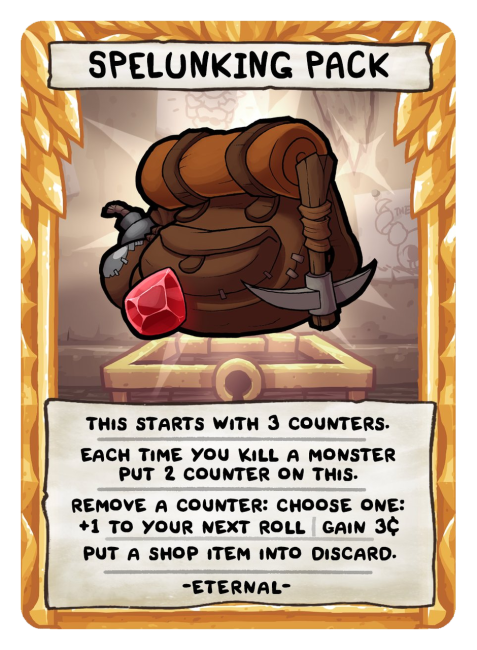 SPELUNKING PACK
THE
THIS STARTS WITH 3 COUNTERS.
EACH TIME YOU KILL A MONSTER
PUT 2 COUNTER ON THIS.
REMOVE A COUNTER: CHOOSE ONE:
+1 TO YOUR NEXT ROLL | GAIN 3¢
PUT A SHOP ITEM INTO DISCARD.
-ETERNAL-